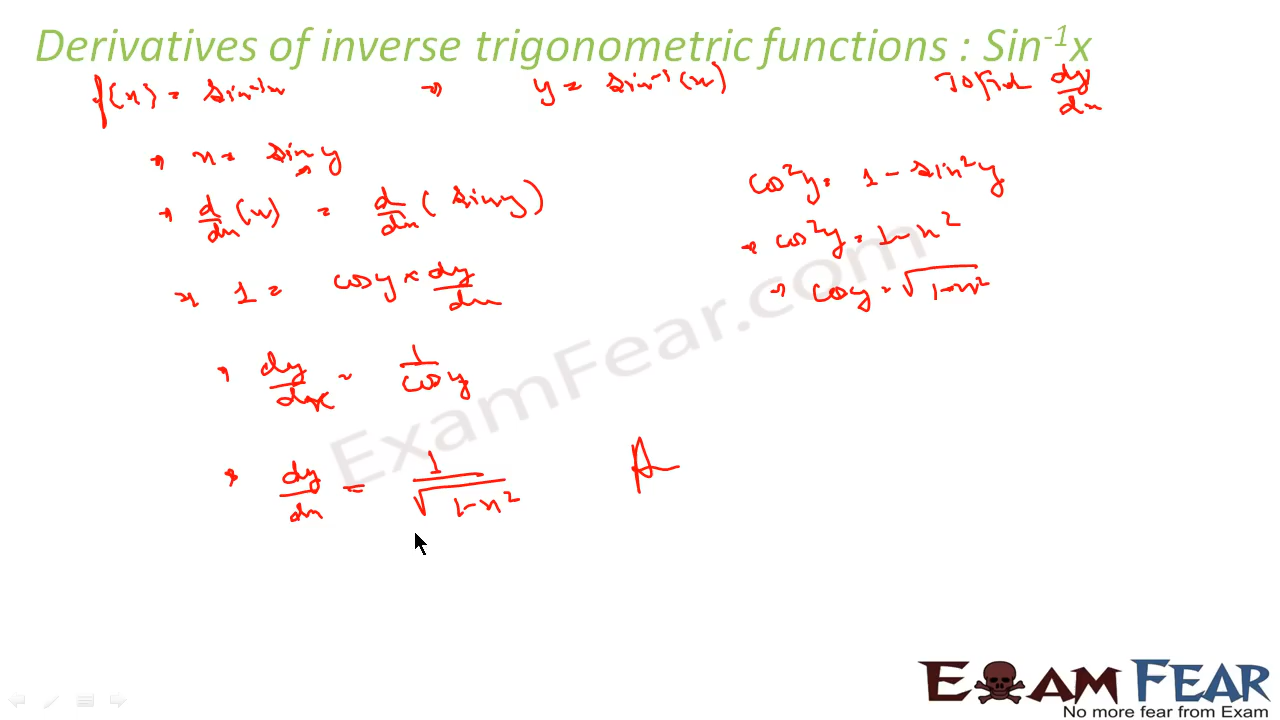 Derivatives of inverse trigonometric functions : Sin⁻¹x
f(x) = sin⁻¹x ⇒ y = sin⁻¹(x) To find dy/dx
⇒ x = sin y
⇒ d/dx (x) = d/dx (sin y)
⇒ 1 = cos y × dy/dx
⇒ dy/dx = 1/cos y
⇒ dy/dx = 1/√1-x²
cos²y = 1 - sin²y
⇒ cos²y = 1-x²
⇒ cos y = √1-x²
ExamFear.com
EXAM FEAR
No more fear from Exam